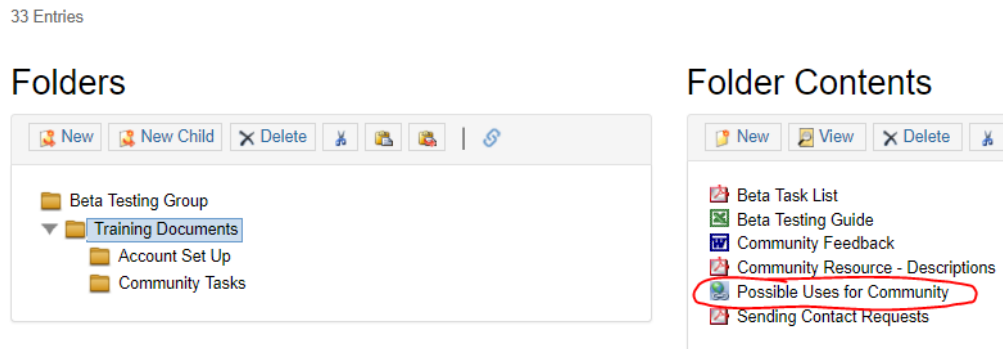 33 Entries
Folders
New New Child Delete
Beta Testing Group
Training Documents
Account Set Up
Community Tasks
Folder Contents
New View Delete
Beta Task List
Beta Testing Guide
Community Feedback
Community Resource - Descriptions
Possible Uses for Community
Sending Contact Requests